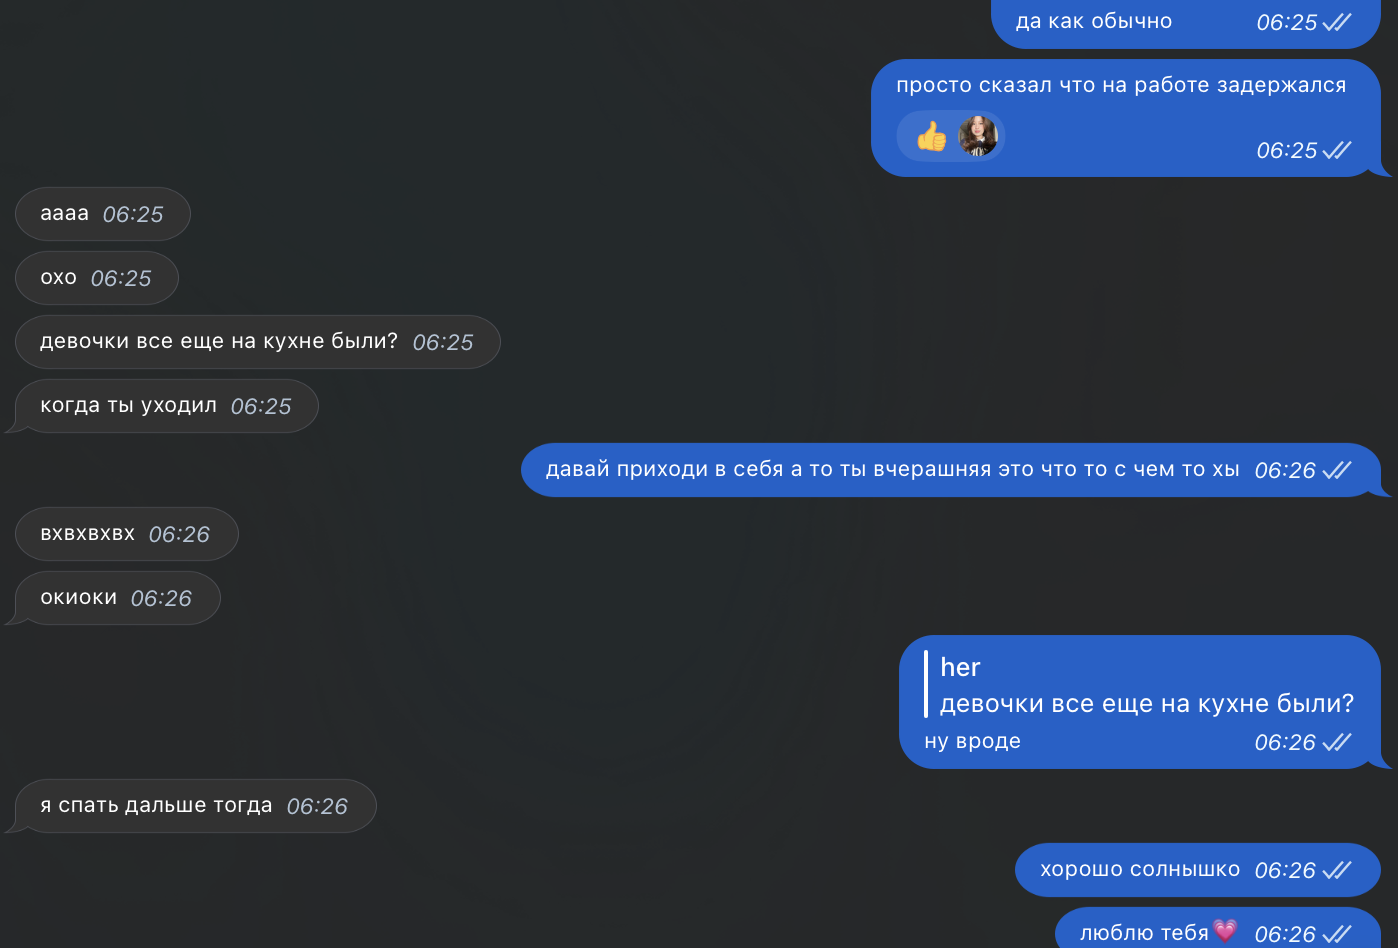 да как обычно 06:25
просто сказал что на работе задержался
👍 06:25
аааа 06:25
охо 06:25
девочки все еще на кухне были? 06:25
когда ты уходил 06:25
давай приходи в себя а то ты вчерашняя это что то с чем то хы 06:26
вхвхвхвх 06:26
окиоки 06:26
her
девочки все еще на кухне были?
ну вроде 06:26
я спать дальше тогда 06:26
хорошо солнышко 06:26
люблю тебя💗 06:26